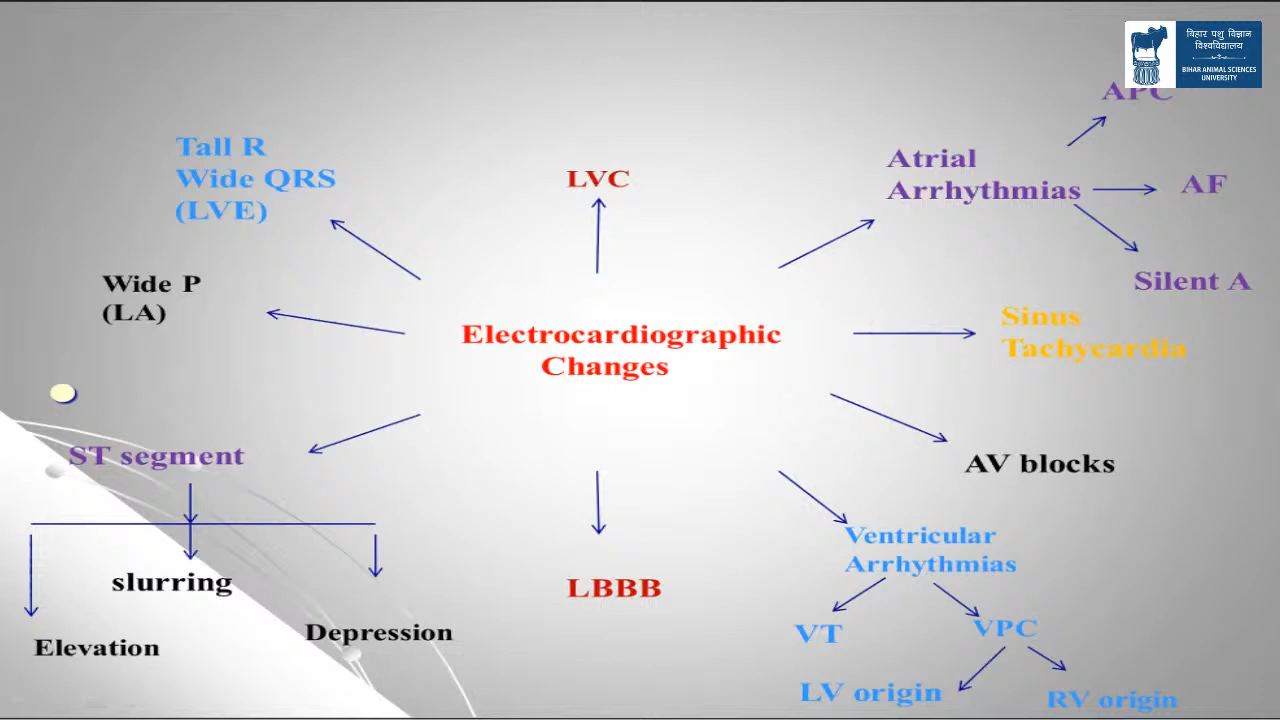 बिहार पशु विज्ञान
विश्वविद्यालय
BIHAR ANIMAL SCIENCES
UNIVERSITY
APC
Tall R
Wide QRS
(LVE)
LVC
Atrial
Arrhythmias
AF
Silent A
Wide P
(LA)
Electrocardiographic
Changes
Sinus
Tachycardia
ST segment
AV blocks
slurring
Elevation
Depression
LBBB
Ventricular
Arrhythmias
VT
VPC
LV origin
RV origin